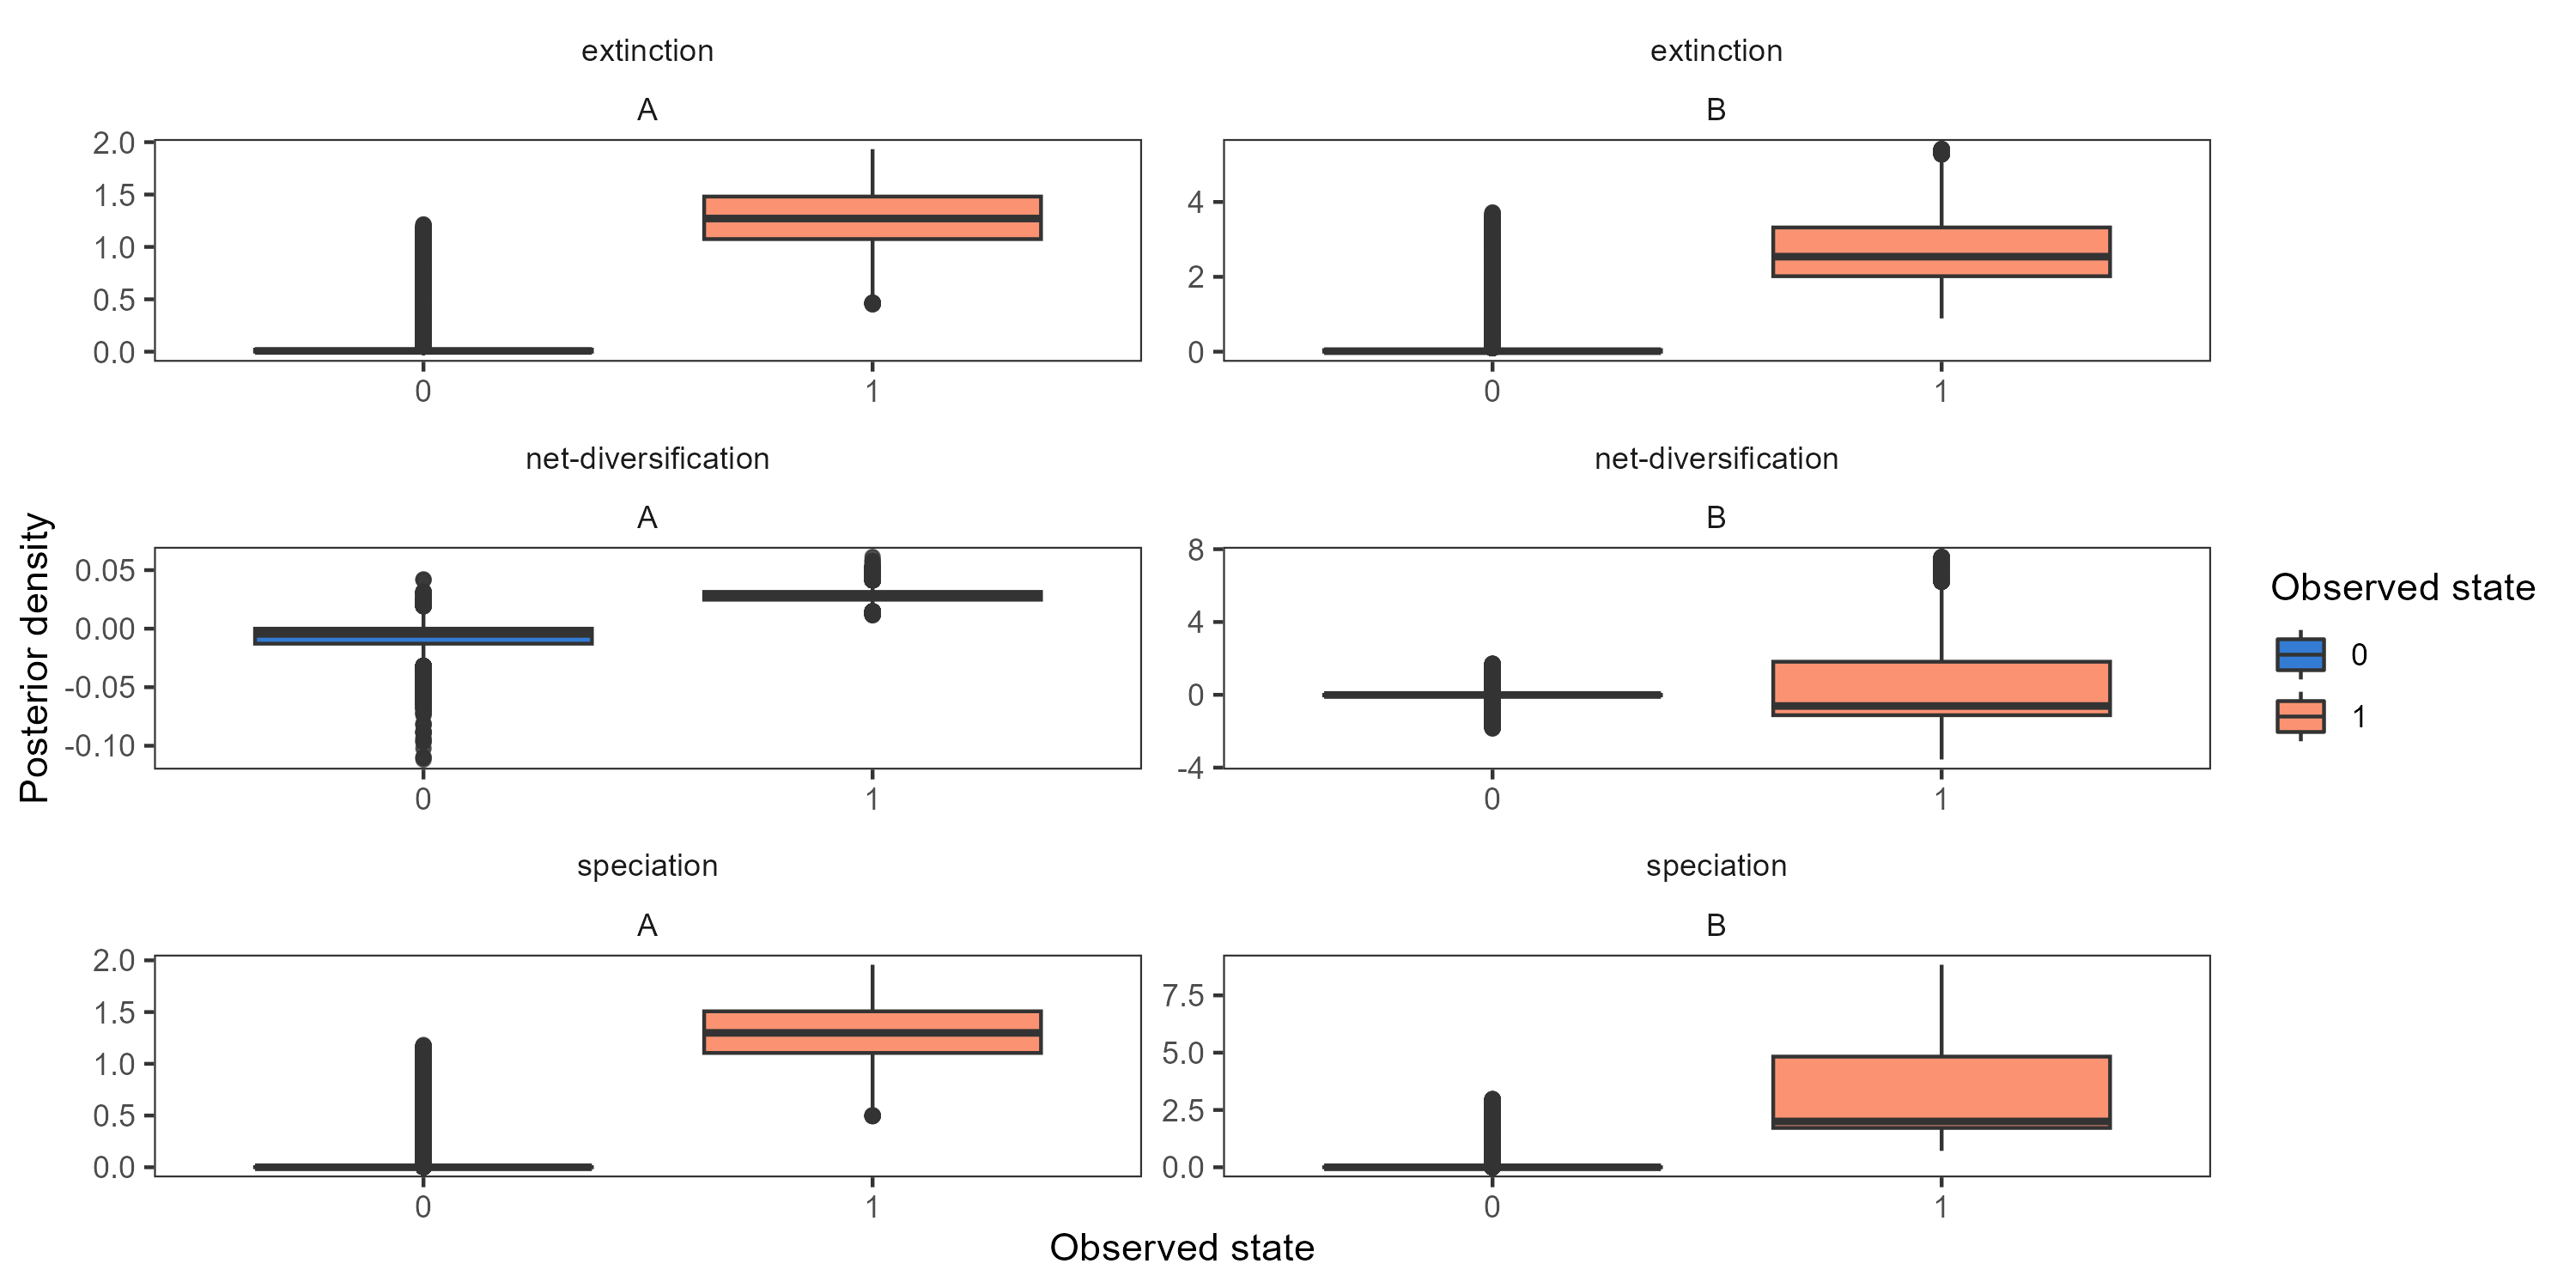 extinction
A
2.0
1.5
1.0
0.5
0.0
0
1
extinction
B
4
2
0
0
1
net-diversification
A
0.05
0.00
-0.05
-0.10
0
1
net-diversification
B
8
4
0
-4
0
1
speciation
A
2.0
1.5
1.0
0.5
0.0
0
1
speciation
B
7.5
5.0
2.5
0.0
0
1
Posterior density
Observed state
Observed state
0
1